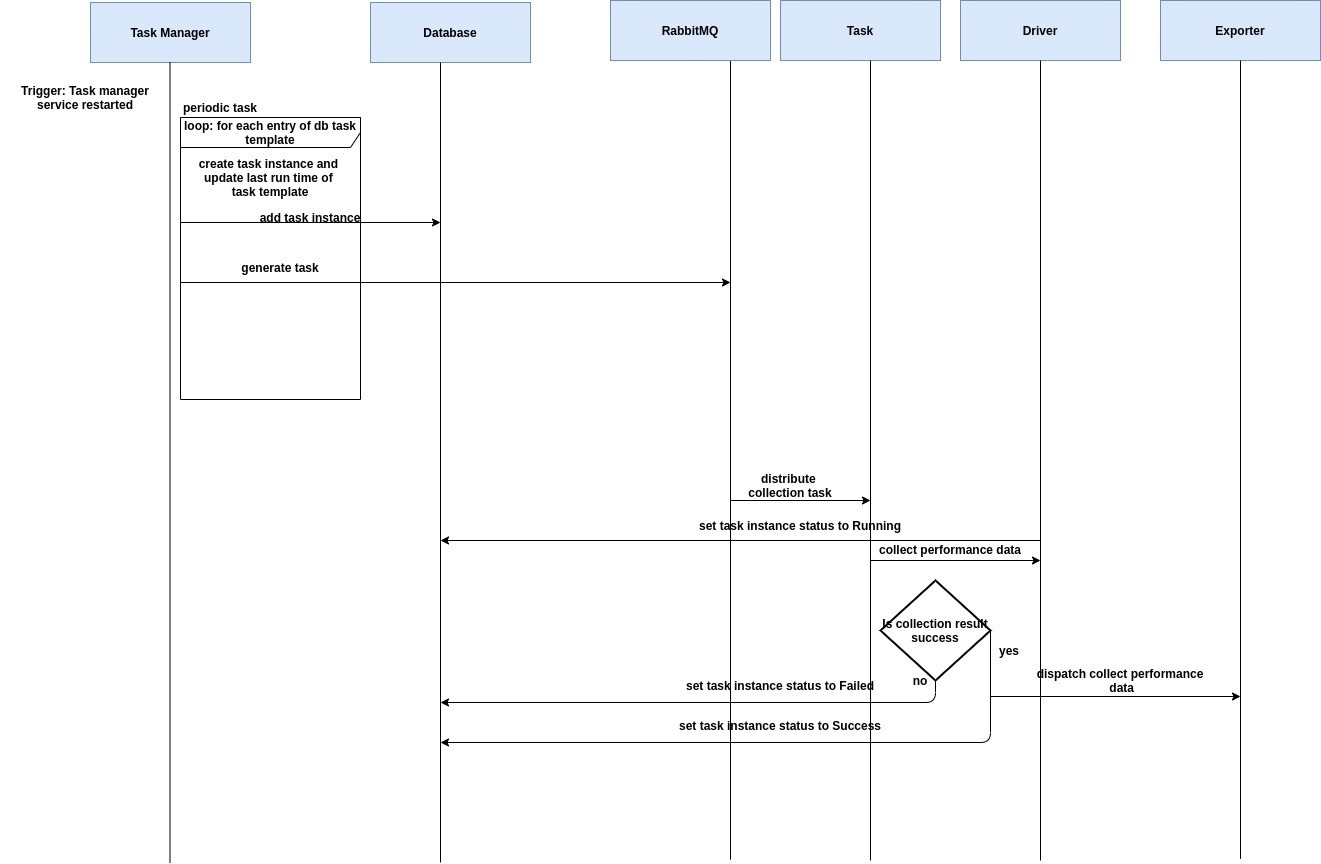 Task Manager
Database
RabbitMQ
Task
Driver
Exporter
Trigger: Task manager
service restarted
periodic task
loop: for each entry of db task
template
create task instance and
update last run time of
task template
add task instance
generate task
distribute
collection task
set task instance status to Running
collect performance data
Is collection result
success
yes
dispatch collect performance
data
no
set task instance status to Failed
set task instance status to Success